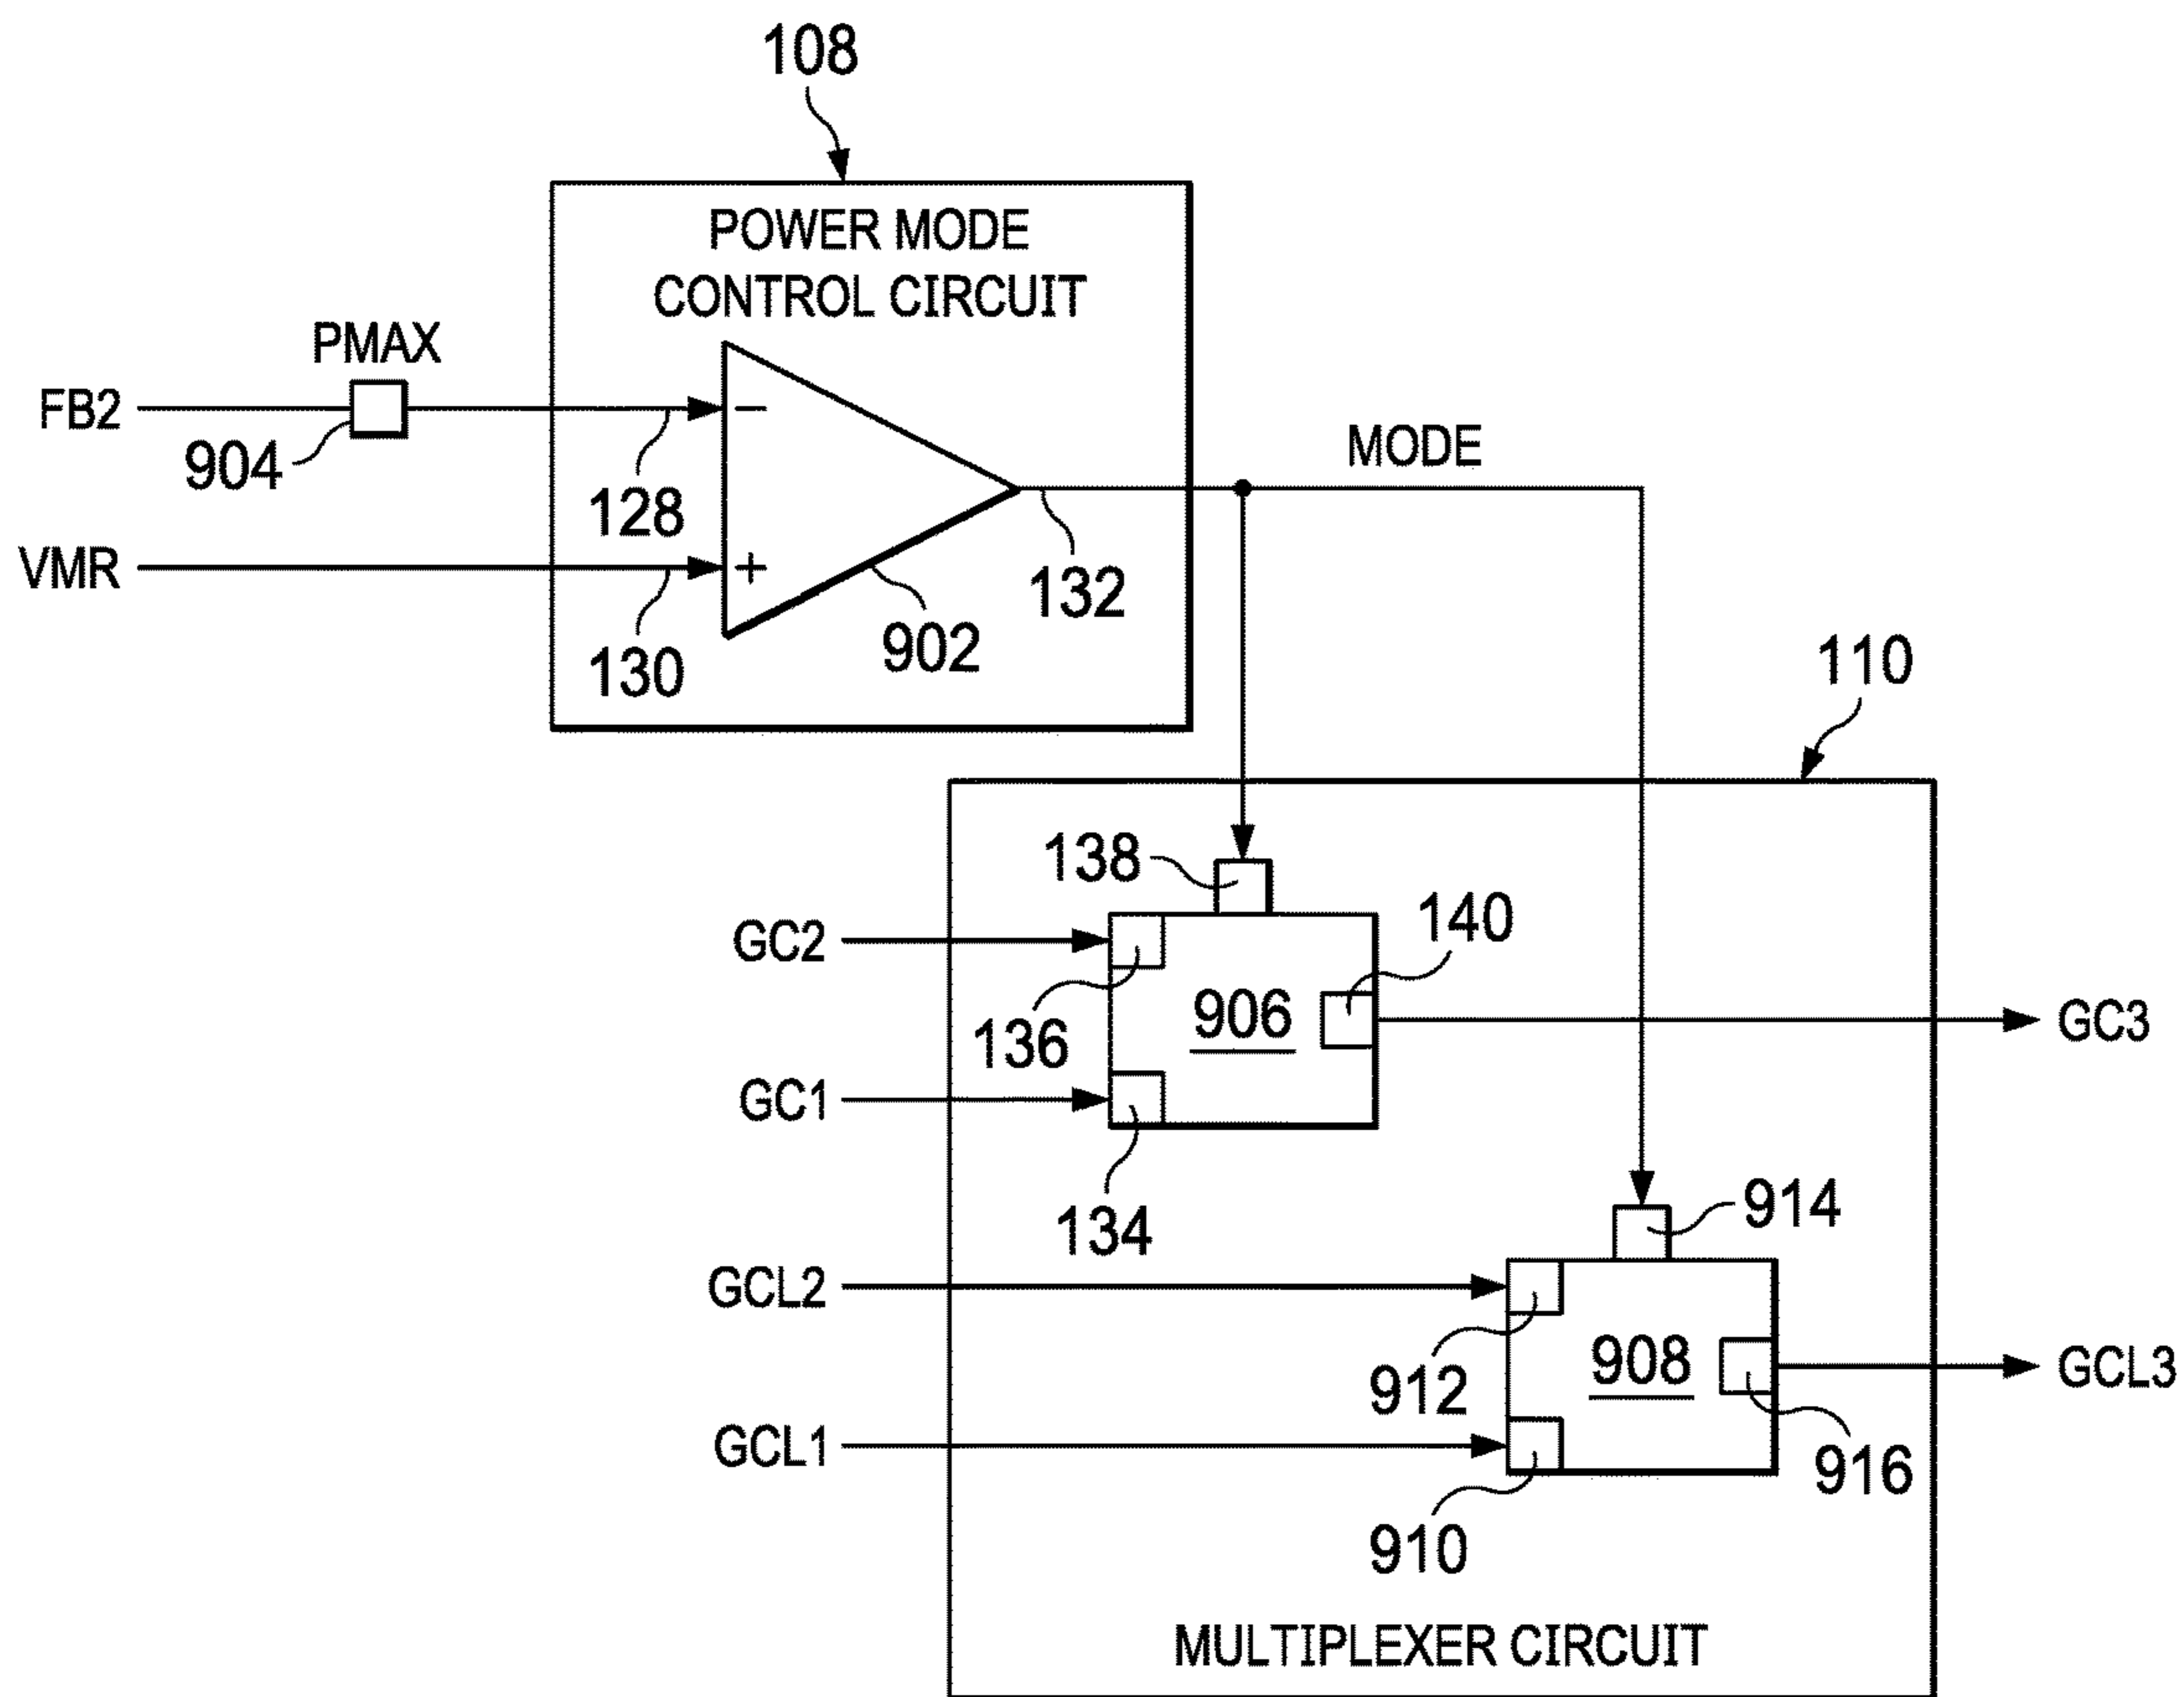 108
POWER MODE
CONTROL CIRCUIT
PMAX
FB2
−
904
128
MODE
VMR
+
130
902
132
110
138
140
GC2
136
906
GC3
GC1
134
914
GCL2
912
908
GCL3
GCL1
916
910
MULTIPLEXER CIRCUIT